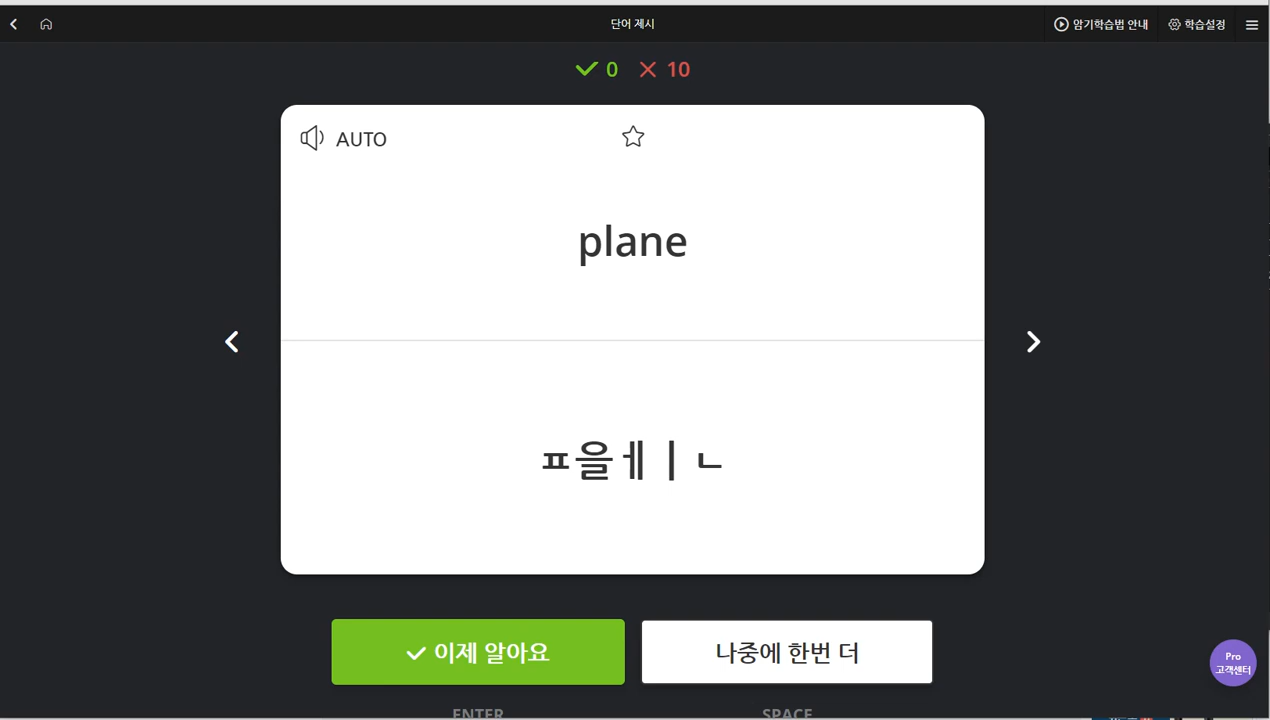 단어 제시
암기학습법 안내
학습설정
0
10
AUTO
plane
ㅍ을ㅔㅣㄴ
이제 알아요
나중에 한번 더
Pro
고객센터
ENTER
SPACE